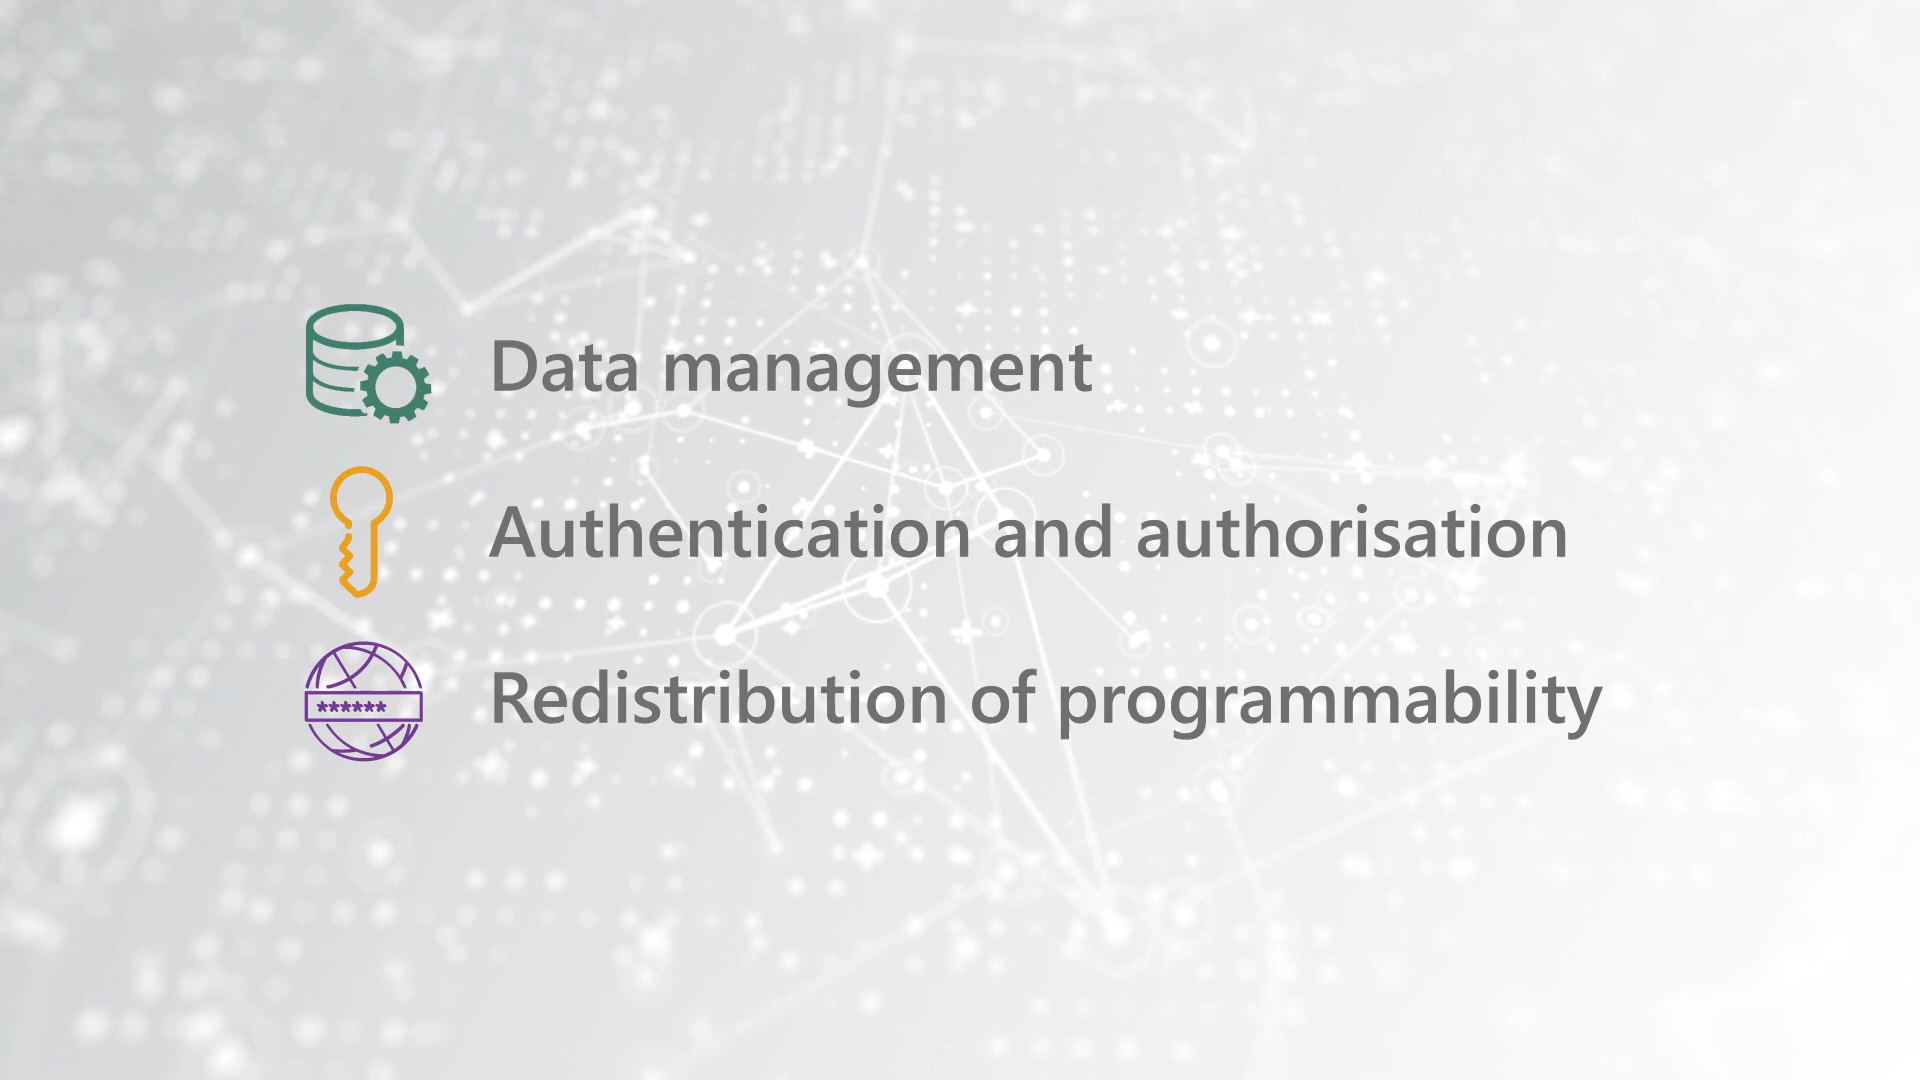 Data management
Authentication and authorisation
******
Redistribution of programmability